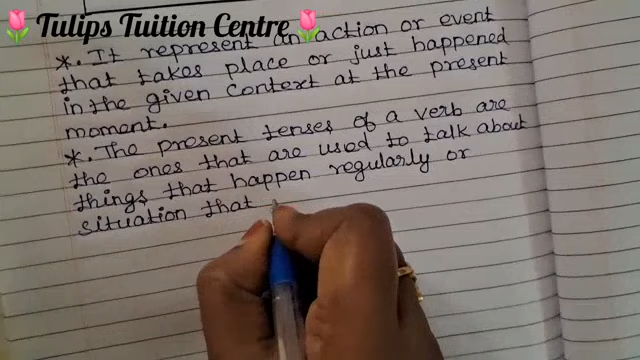 🌷Tulips Tuition Centre🌷
*. It represent an action or event
that takes place or just happened
in the given context at the present
moment.
*. The present tenses of a verb are
the ones that are used to talk about
things that happen regularly or
situation that